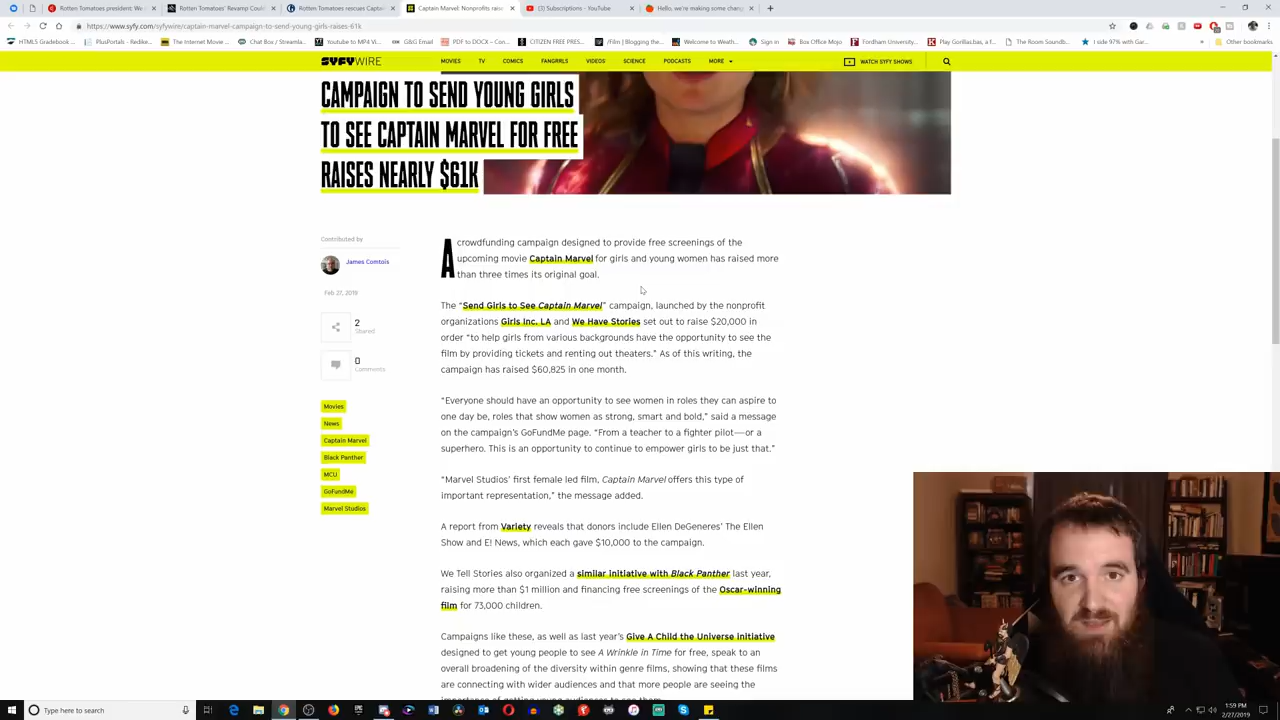 Rotten Tomatoes president: We
Rotten Tomatoes' Revamp Coul
Rotten Tomatoes rescues Capta
Captain Marvel: Nonprofits rais
(3) Subscriptions - YouTube
Hello, we're making some chang
https://www.syfy.com/syfywire/captain-marvel-campaign-to-send-young-girls-raises-61k
HTML5 Gradebook
PlusPortals - Redike...
The Internet Movie
Chat Box / Streamla...
Youtube to MP4 Vi...
G&G Email
PDF to DOCX – Con...
CITIZEN FREE PRES...
/Film | Blogging the...
Welcome to Weath...
Sign in
Box Office Mojo
Fordham University...
Play Gorillas.bas, a f...
The Room Soundb...
I side 97% with Gar...
Other bookmarks
SYFY WIRE
MOVIES
TV
COMICS
FANGRRLS
VIDEOS
SCIENCE
PODCASTS
MORE
WATCH SYFY SHOWS
CAMPAIGN TO SEND YOUNG GIRLS
TO SEE CAPTAIN MARVEL FOR FREE
RAISES NEARLY $61K
Contributed by
James Comtois
Feb 27, 2019
2
Shared
0
Comments
Movies
News
Captain Marvel
Black Panther
MCU
GoFundMe
Marvel Studios
A crowdfunding campaign designed to provide free screenings of the
upcoming movie Captain Marvel for girls and young women has raised more
than three times its original goal.
The “Send Girls to See Captain Marvel” campaign, launched by the nonprofit
organizations Girls Inc. LA and We Have Stories set out to raise $20,000 in
order “to help girls from various backgrounds have the opportunity to see the
film by providing tickets and renting out theaters.” As of this writing, the
campaign has raised $60,825 in one month.
“Everyone should have an opportunity to see women in roles they can aspire to
one day be, roles that show women as strong, smart and bold,” said a message
on the campaign’s GoFundMe page. “From a teacher to a fighter pilot—or a
superhero. This is an opportunity to continue to empower girls to be just that.”
“Marvel Studios’ first female led film, Captain Marvel offers this type of
important representation,” the message added.
A report from Variety reveals that donors include Ellen DeGeneres’ The Ellen
Show and E! News, which each gave $10,000 to the campaign.
We Tell Stories also organized a similar initiative with Black Panther last year,
raising more than $1 million and financing free screenings of the Oscar-winning
film for 73,000 children.
Campaigns like these, as well as last year’s Give A Child the Universe initiative
designed to get young people to see A Wrinkle in Time for free, speak to an
overall broadening of the diversity within genre films, showing that these films
are connecting with wider audiences and that more people are seeing the
importance of getting young audiences to see them.
Type here to search
1:59 PM
2/27/2019